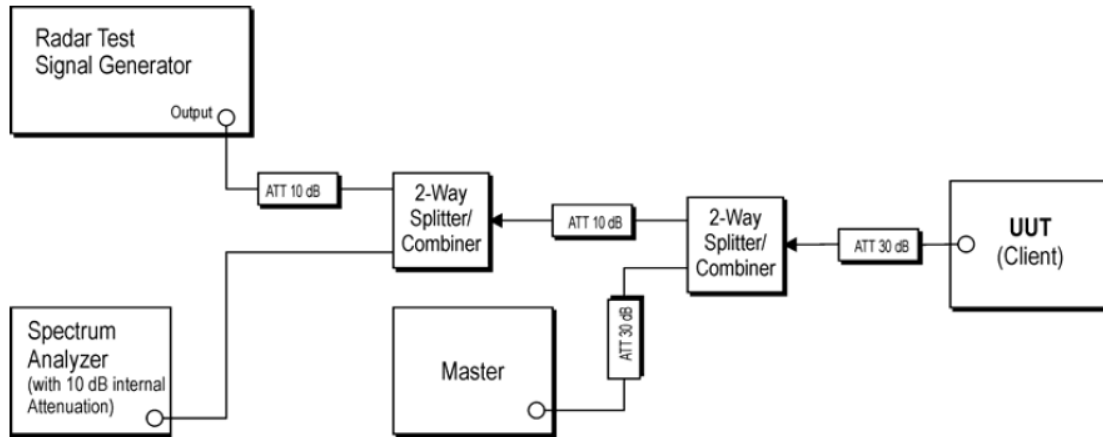 Radar Test
Signal Generator
Output
ATT 10 dB
2-Way
Splitter/
Combiner
ATT 10 dB
2-Way
Splitter/
Combiner
ATT 30 dB
UUT
(Client)
Spectrum
Analyzer
(with 10 dB internal
Attenuation)
Master
ATT 30 dB